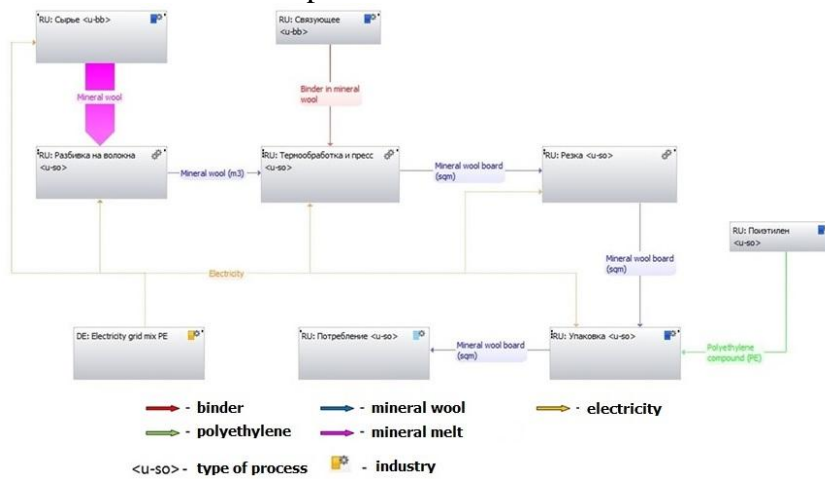 RU: Сырье <u-bb>
RU: Связующее
<u-bb>
Mineral wool
Binder in mineral
wool
RU: Разбивка на волокна
<u-so>
Mineral wool (m3)
RU: Термообработка и пресс
<u-so>
Mineral wool board
(sqm)
RU: Резка <u-so>
RU: Поиэтилен
<u-so>
Mineral wool board
(sqm)
Electricity
DE: Electricity grid mix PE
RU: Потребление <u-so>
Mineral wool board
(sqm)
RU: Упаковка <u-so>
Polyethylene
compound (PE)
- binder
- mineral wool
- electricity
- polyethylene
- mineral melt
<u-so> - type of process
- industry